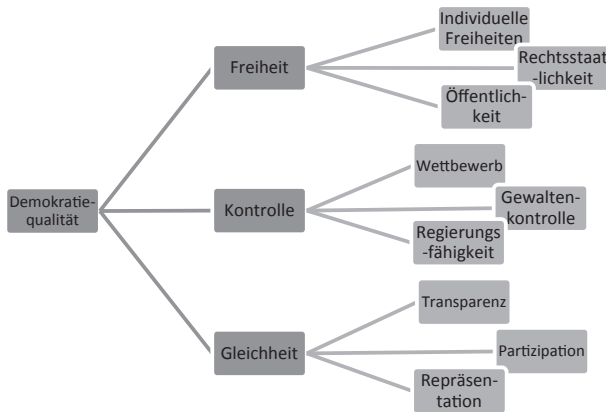 Demokratie-
qualität
Freiheit
Individuelle
Freiheiten
Rechtsstaat
-lichkeit
Öffentlich-
keit
Kontrolle
Wettbewerb
Gewalten-
kontrolle
Regierungs
-fähigkeit
Gleichheit
Transparenz
Partizipation
Repräsen-
tation